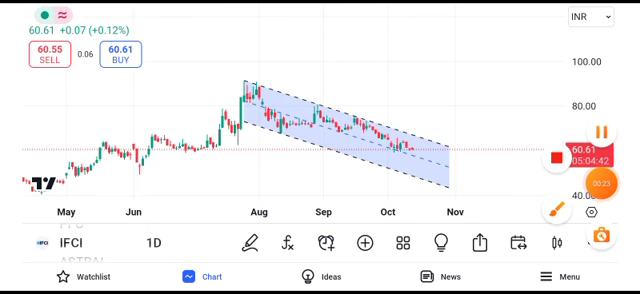 INR
60.61 +0.07 (+0.12%)
60.55
SELL
0.06
60.61
BUY
100.00
80.00
60.61
05:04:42
00:23
40.00
May
Jun
Aug
Sep
Oct
Nov
IFCI
1D
ASTRAL
Watchlist
Chart
Ideas
News
Menu